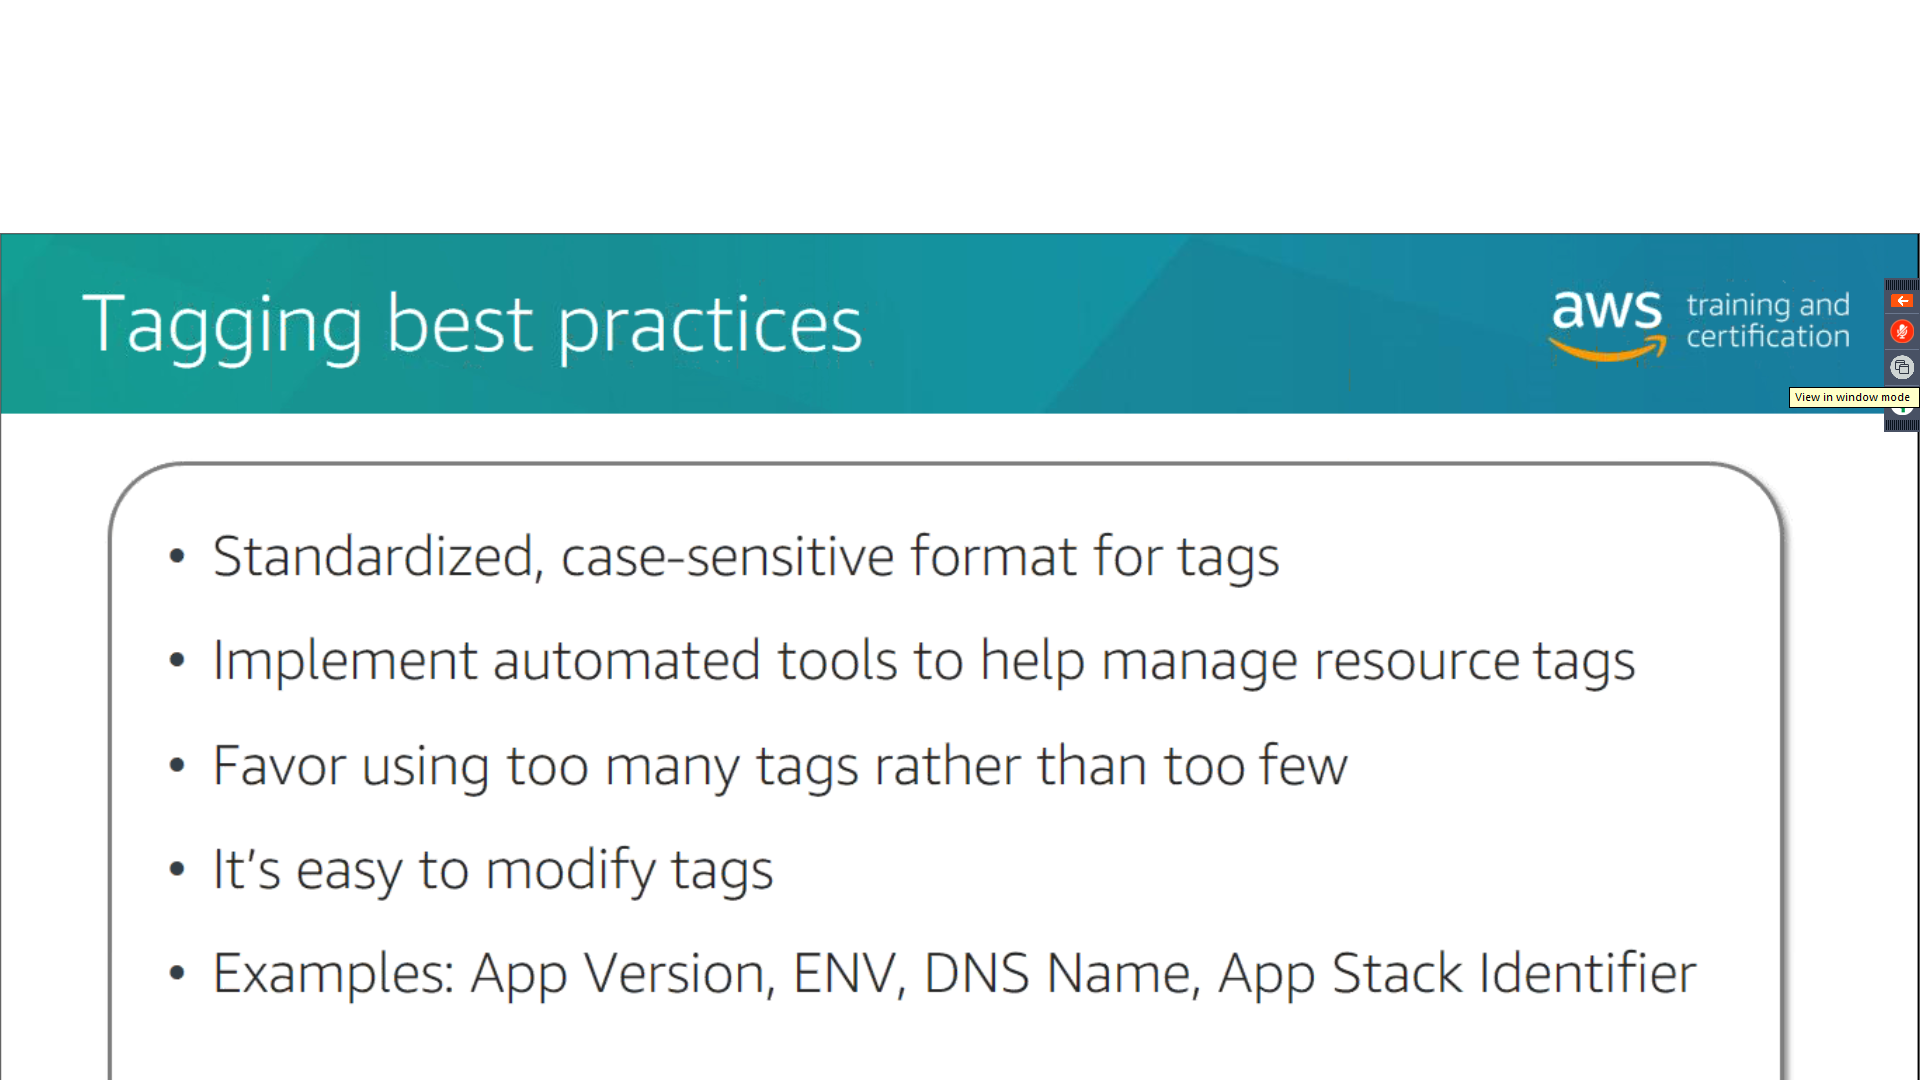 Tagging best practices
aws training and
certification
View in window mode
• Standardized, case-sensitive format for tags
• Implement automated tools to help manage resource tags
• Favor using too many tags rather than too few
• It’s easy to modify tags
• Examples: App Version, ENV, DNS Name, App Stack Identifier